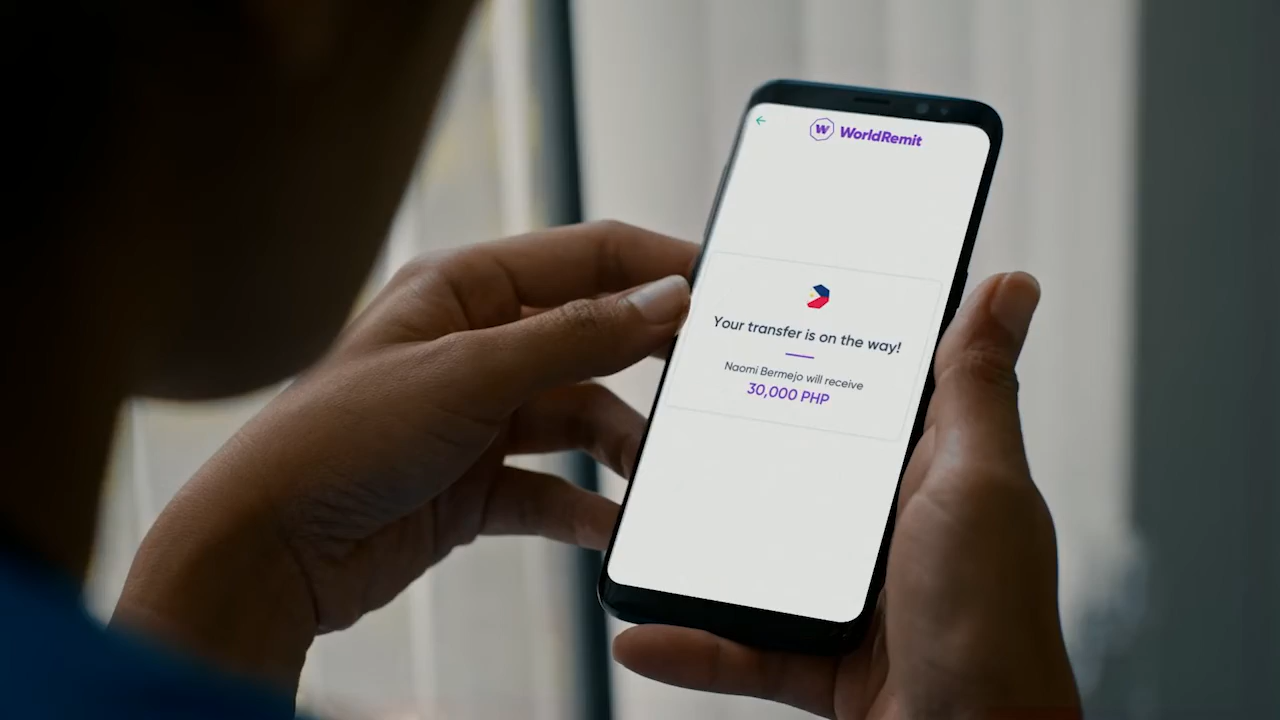 W WorldRemit
Your transfer is on the way!
Naomi Bermejo will receive
30,000 PHP